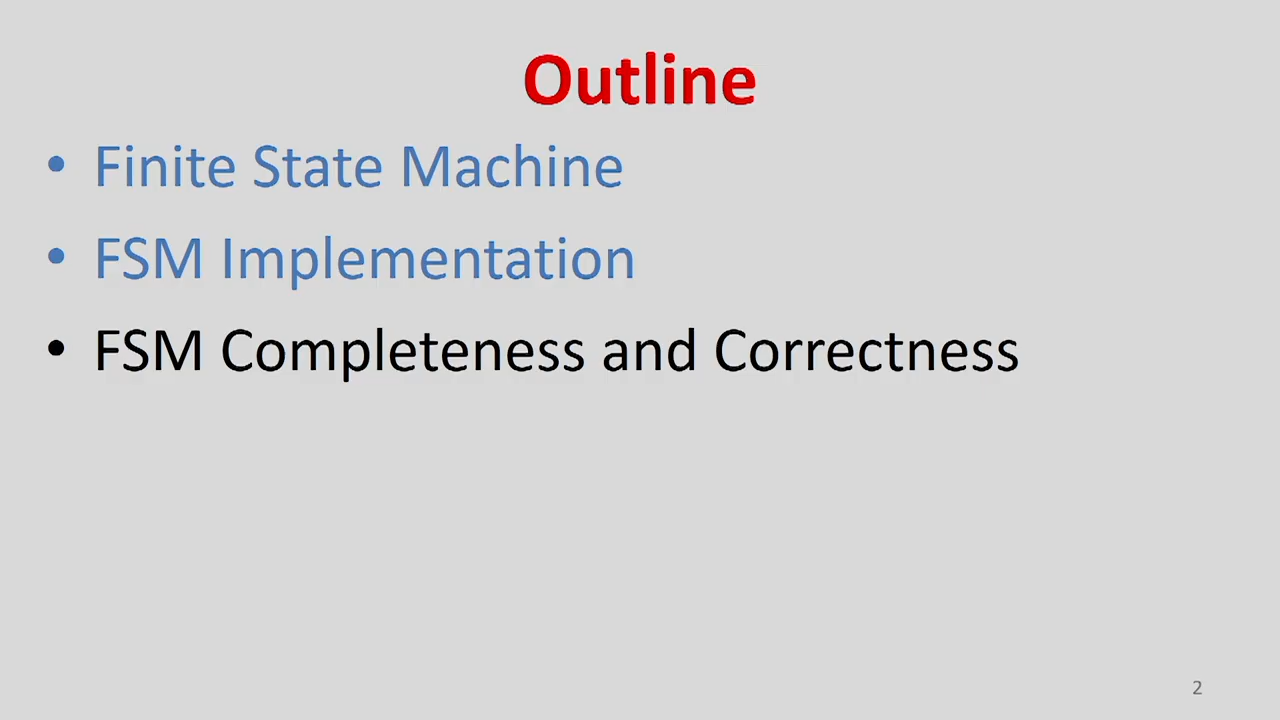 Outline
• Finite State Machine
• FSM Implementation
• FSM Completeness and Correctness
2